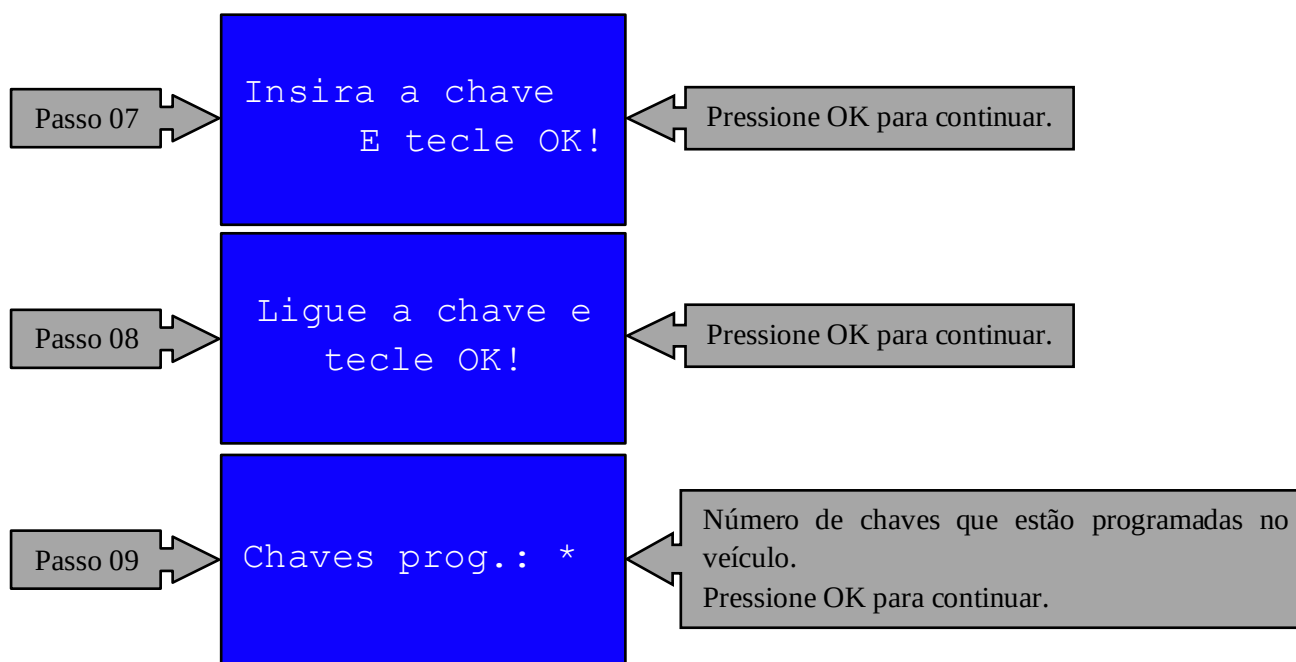 Passo 07
Insira a chave
E tecle OK!
Pressione OK para continuar.
Passo 08
Ligue a chave e
tecle OK!
Pressione OK para continuar.
Passo 09
Chaves prog.: *
Número de chaves que estão programadas no
veículo.
Pressione OK para continuar.